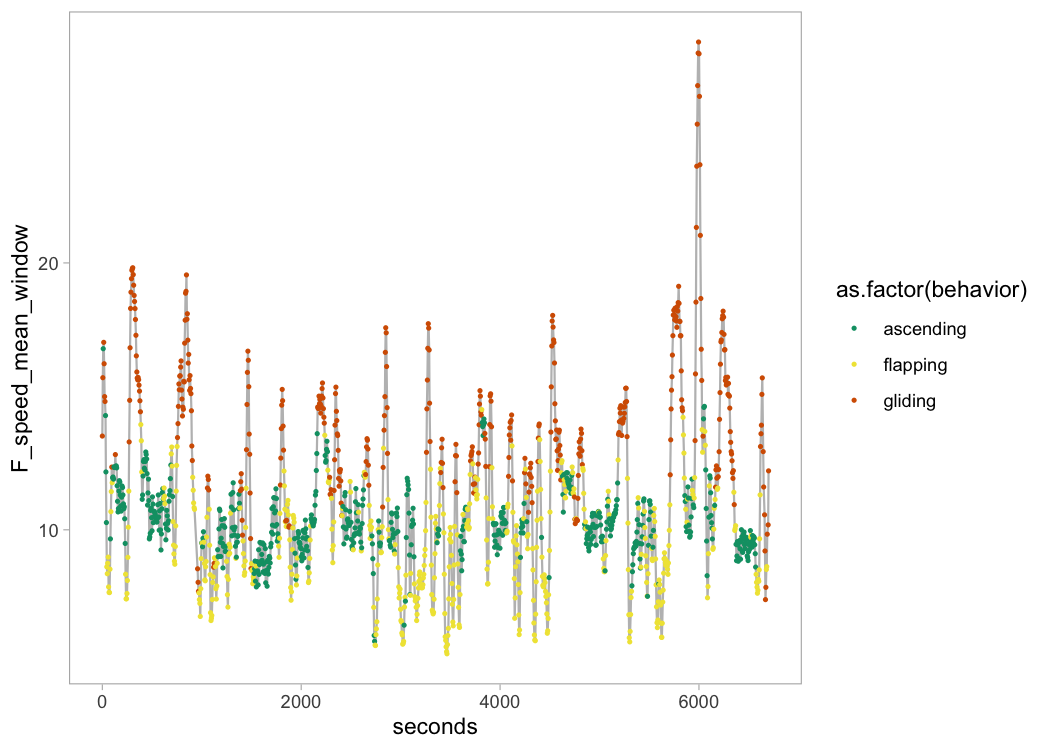 F_speed_mean_window
20
10
0 2000 4000 6000
seconds
as.factor(behavior)
ascending
flapping
gliding